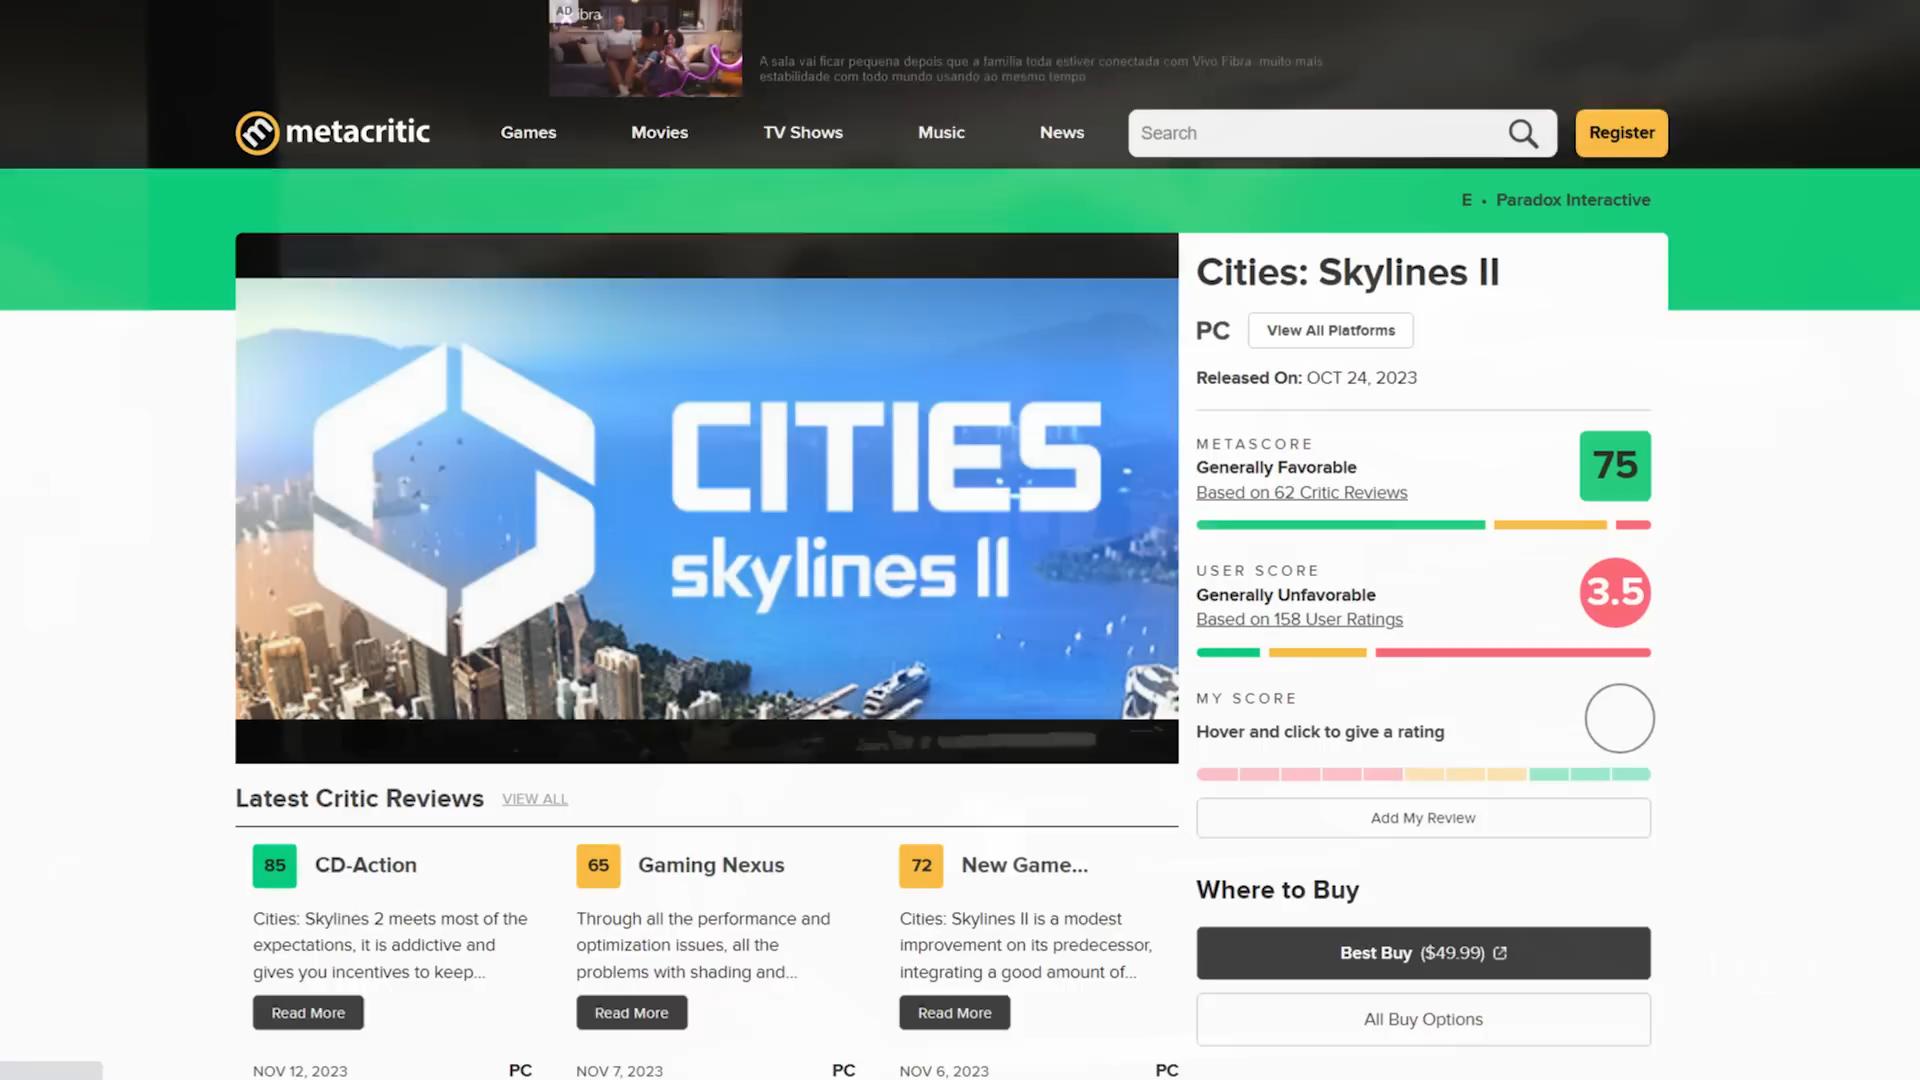 AD
ibra
A sala vai ficar pequena depois que a família toda estiver conectada com Vivo Fibra muito mais
estabilidade com todo mundo usando ao mesmo tempo
metacritic
Games
Movies
TV Shows
Music
News
Search
Register
E • Paradox Interactive
CITIES
skylines II
Cities: Skylines II
PC
View All Platforms
Released On: OCT 24, 2023
METASCORE
Generally Favorable
Based on 62 Critic Reviews
75
USER SCORE
Generally Unfavorable
Based on 158 User Ratings
3.5
MY SCORE
Hover and click to give a rating
Add My Review
Where to Buy
Best Buy ($49.99)
All Buy Options
Latest Critic Reviews
VIEW ALL
85
CD-Action
Cities: Skylines 2 meets most of the
expectations, it is addictive and
gives you incentives to keep...
Read More
NOV 12, 2023
PC
65
Gaming Nexus
Through all the performance and
optimization issues, all the
problems with shading and...
Read More
NOV 7, 2023
PC
72
New Game...
Cities: Skylines II is a modest
improvement on its predecessor,
integrating a good amount of...
Read More
NOV 6, 2023
PC